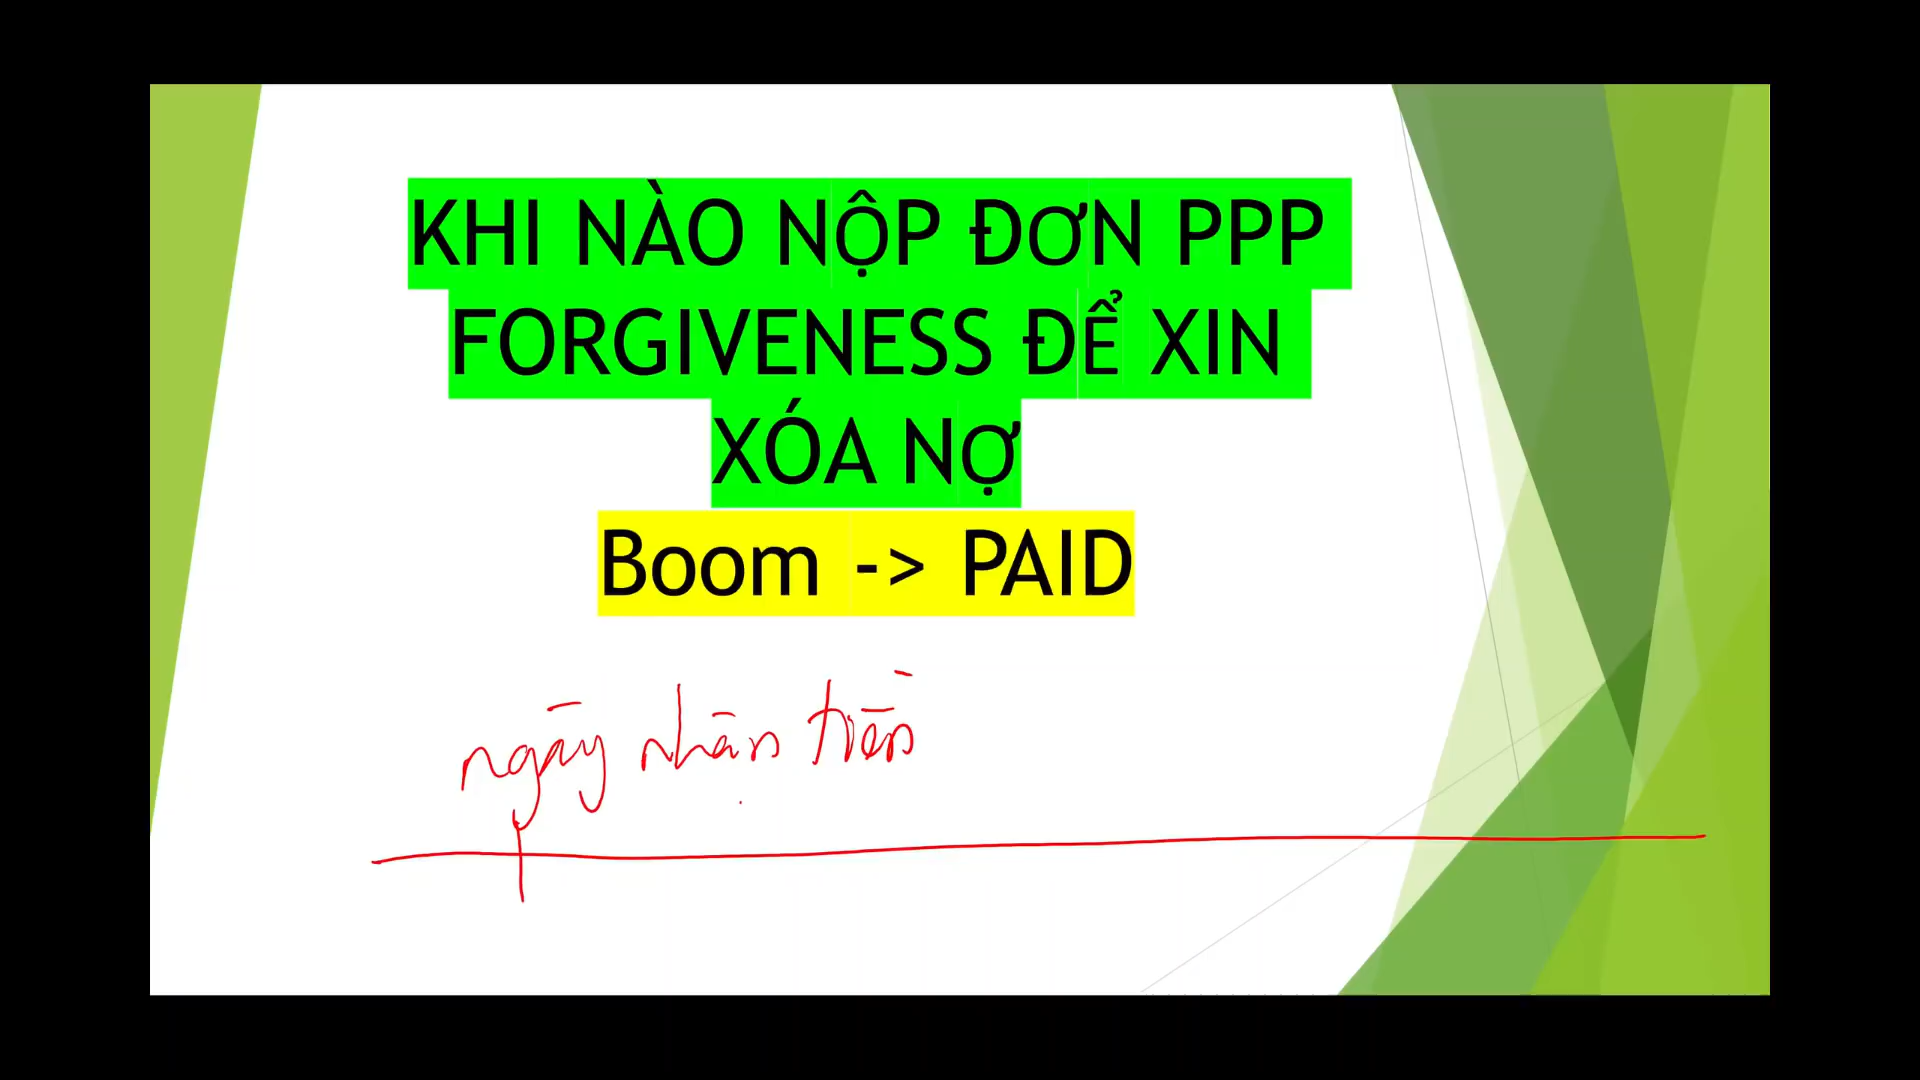 KHI NÀO NỘP ĐƠN PPP
FORGIVENESS ĐỂ XIN
XÓA NỢ
Boom -> PAID
ngày nhận tiền